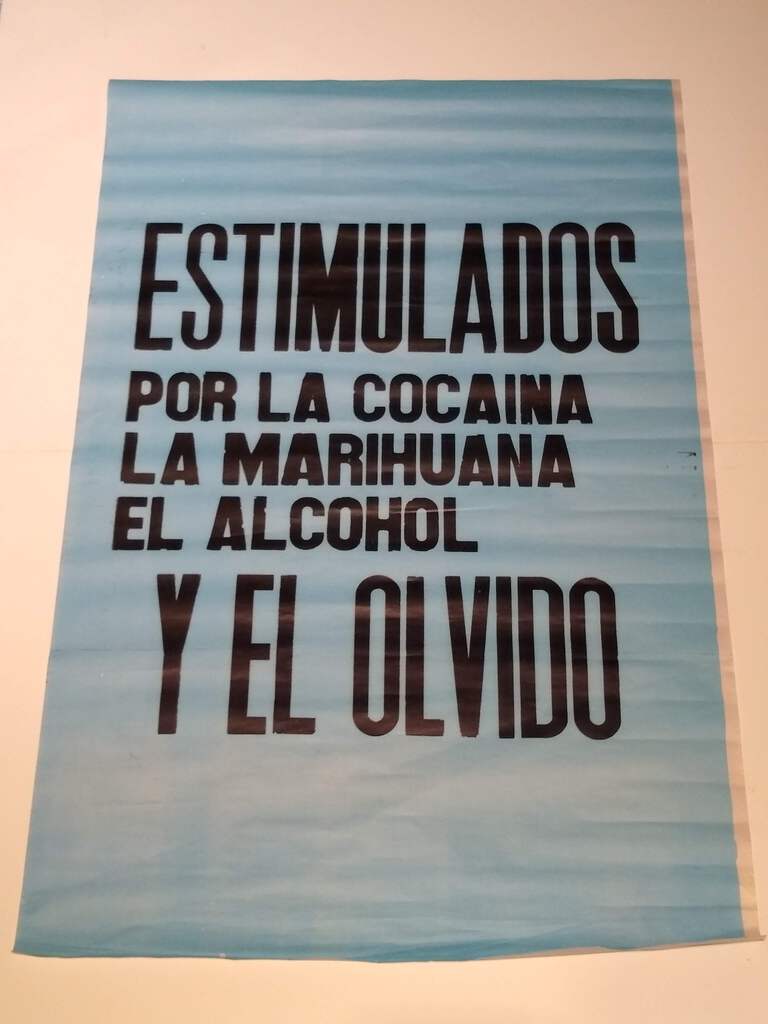 ESTIMULADOS
POR LA COCAINA
LA MARIHUANA
EL ALCOHOL
Y EL OLVIDO